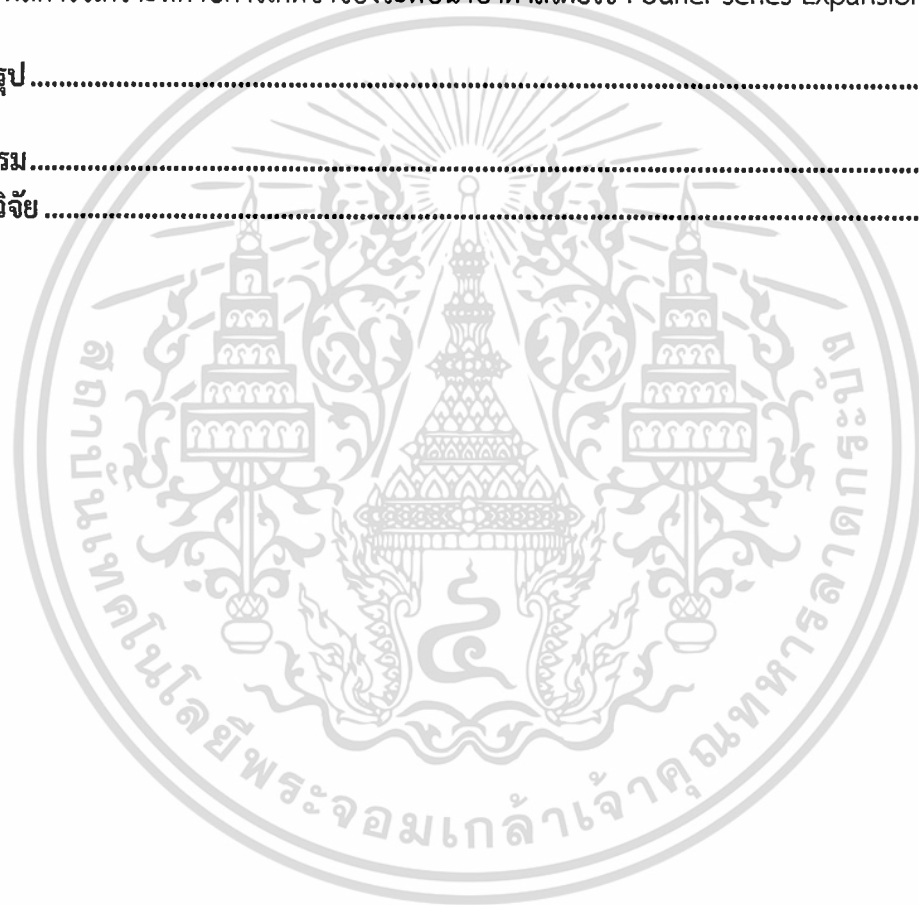 Fourier Series Expansion
รูป ........................................................................................................
รม ........................................................................................................
วิจัย ......................................................................................................
สถาบันเทคโนโลยีพระจอมเกล้าเจ้าคุณทหารลาดกระบัง
๔